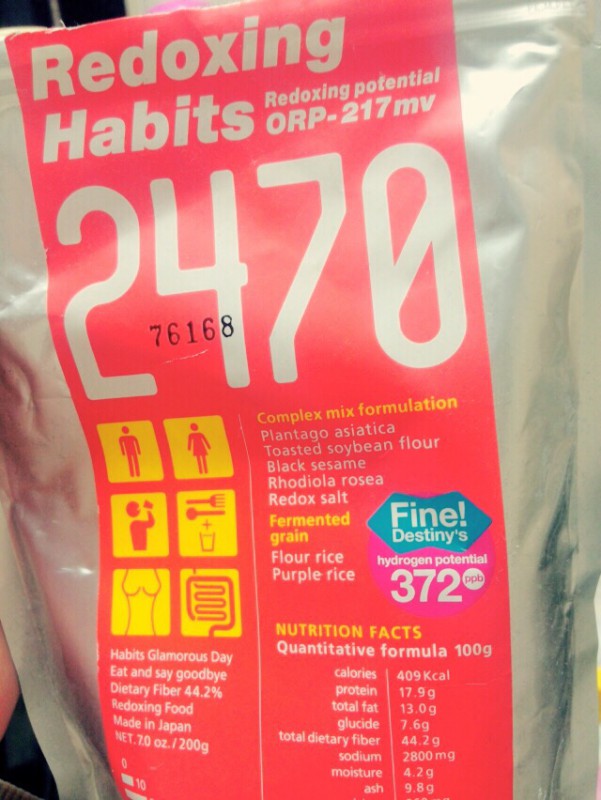 Redoxing
Habits
Redoxing potential
ORP-217mv
2470
76168
Complex mix formulation
Plantago asiatica
Toasted soybean flour
Black sesame
Rhodiola rosea
Redox salt
Fermented
grain
Flour rice
Purple rice
Fine!
Destiny's
hydrogen potential
372ppb
Habits Glamorous Day
Eat and say goodbye
Dietary Fiber 44.2%
Redoxing Food
Made in Japan
NET.7.0 oz./200g
0
10
NUTRITION FACTS
Quantitative formula 100g
calories 409Kcal
protein 17.9g
total fat 13.0g
glucide 7.6g
total dietary fiber 44.2g
sodium 2800mg
moisture 4.2g
ash 9.8g